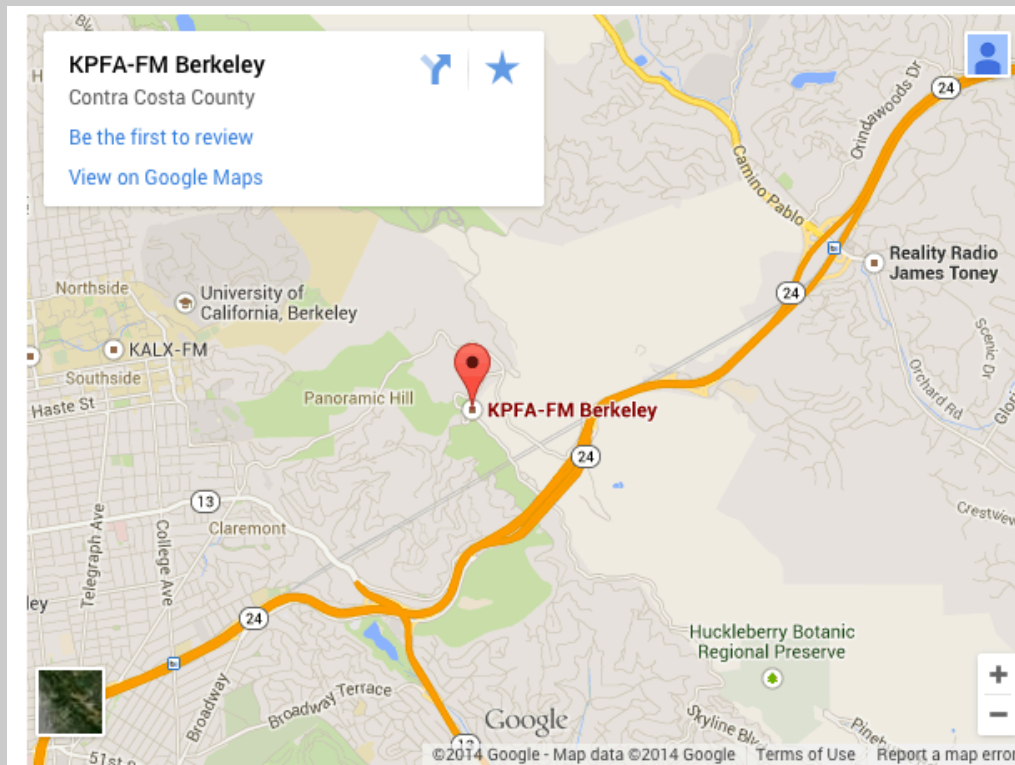 KPFA-FM Berkeley
Contra Costa County
Be the first to review
View on Google Maps
24
Orindawoods Dr
Camino Pablo
Reality Radio
James Toney
24
Northside
University of
California, Berkeley
KALX-FM
Southside
Haste St
Panoramic Hill
KPFA-FM Berkeley
Scenic Dr
Orchard Rd
24
13
Claremont
Telegraph Ave
College Ave
ley
24
Huckleberry Botanic
Regional Preserve
Broadway
Broadway Terrace
Google
Skyline Blv
13
51st
+
−
©2014 Google - Map data ©2014 Google
Terms of Use
Report a map error